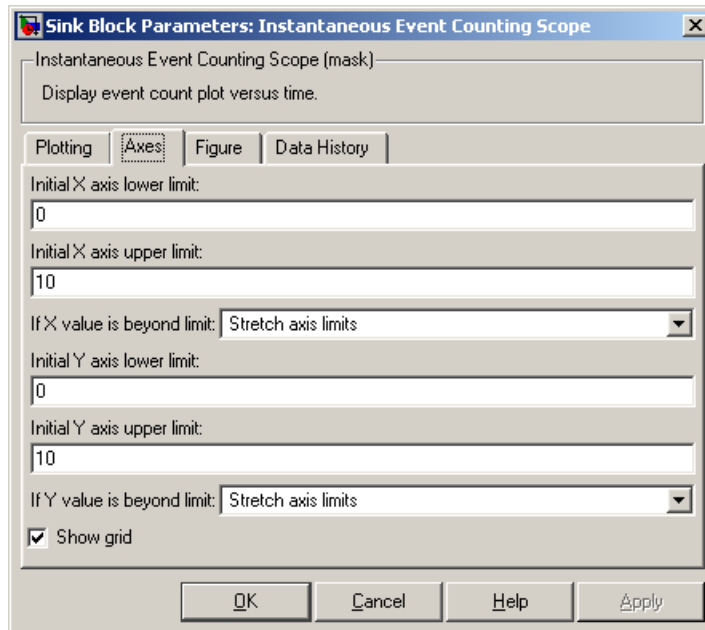 Sink Block Parameters: Instantaneous Event Counting Scope
Instantaneous Event Counting Scope (mask)
Display event count plot versus time.
Plotting Axes Figure Data History
Initial X axis lower limit:
0
Initial X axis upper limit:
10
If X value is beyond limit: Stretch axis limits
Initial Y axis lower limit:
0
Initial Y axis upper limit:
10
If Y value is beyond limit: Stretch axis limits
Show grid
OK Cancel Help Apply